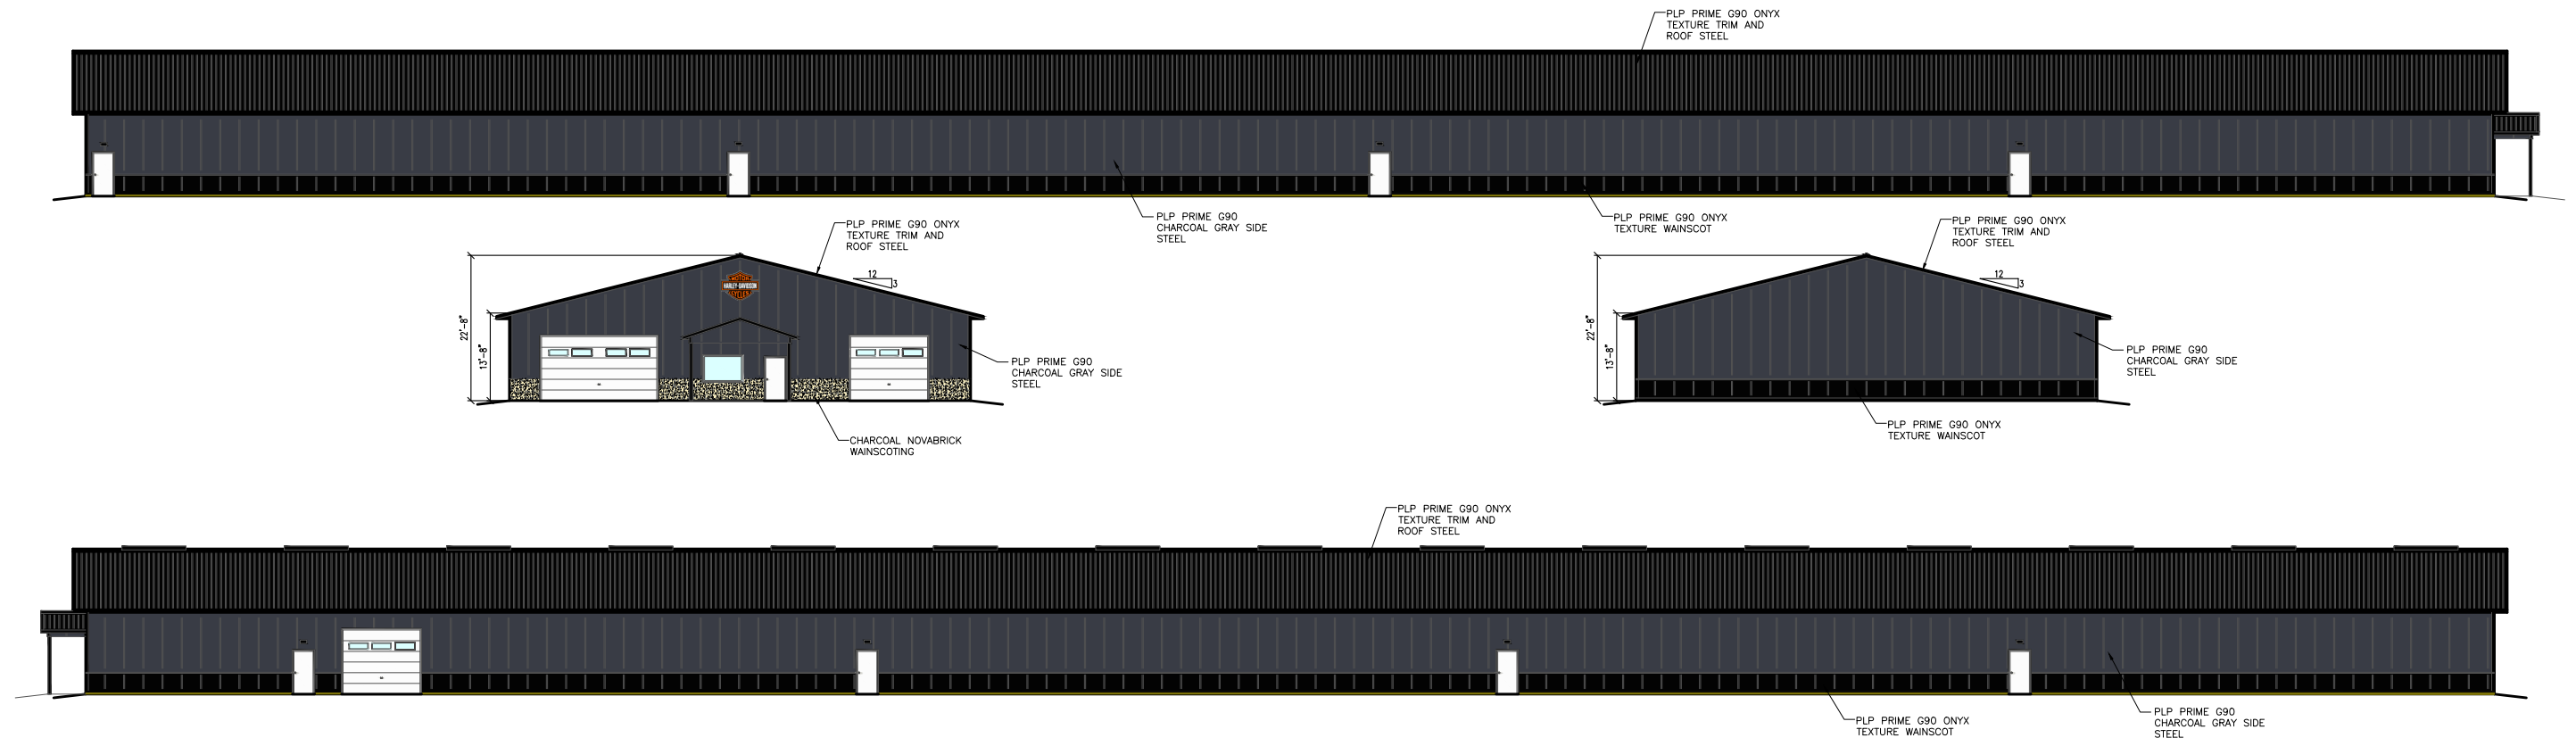 PLP PRIME G90 ONYX
TEXTURE TRIM AND
ROOF STEEL
PLP PRIME G90
CHARCOAL GRAY SIDE
STEEL
PLP PRIME G90 ONYX
TEXTURE WAINSCOT
PLP PRIME G90 ONYX
TEXTURE TRIM AND
ROOF STEEL
12
3
22'-8"
13'-8"
MOTOR
HARLEY-DAVIDSON
CYCLES
PLP PRIME G90
CHARCOAL GRAY SIDE
STEEL
CHARCOAL NOVABRICK
WAINSCOTING
PLP PRIME G90 ONYX
TEXTURE TRIM AND
ROOF STEEL
12
3
22'-8"
13'-8"
PLP PRIME G90
CHARCOAL GRAY SIDE
STEEL
PLP PRIME G90 ONYX
TEXTURE WAINSCOT
PLP PRIME G90 ONYX
TEXTURE TRIM AND
ROOF STEEL
PLP PRIME G90 ONYX
TEXTURE WAINSCOT
PLP PRIME G90
CHARCOAL GRAY SIDE
STEEL